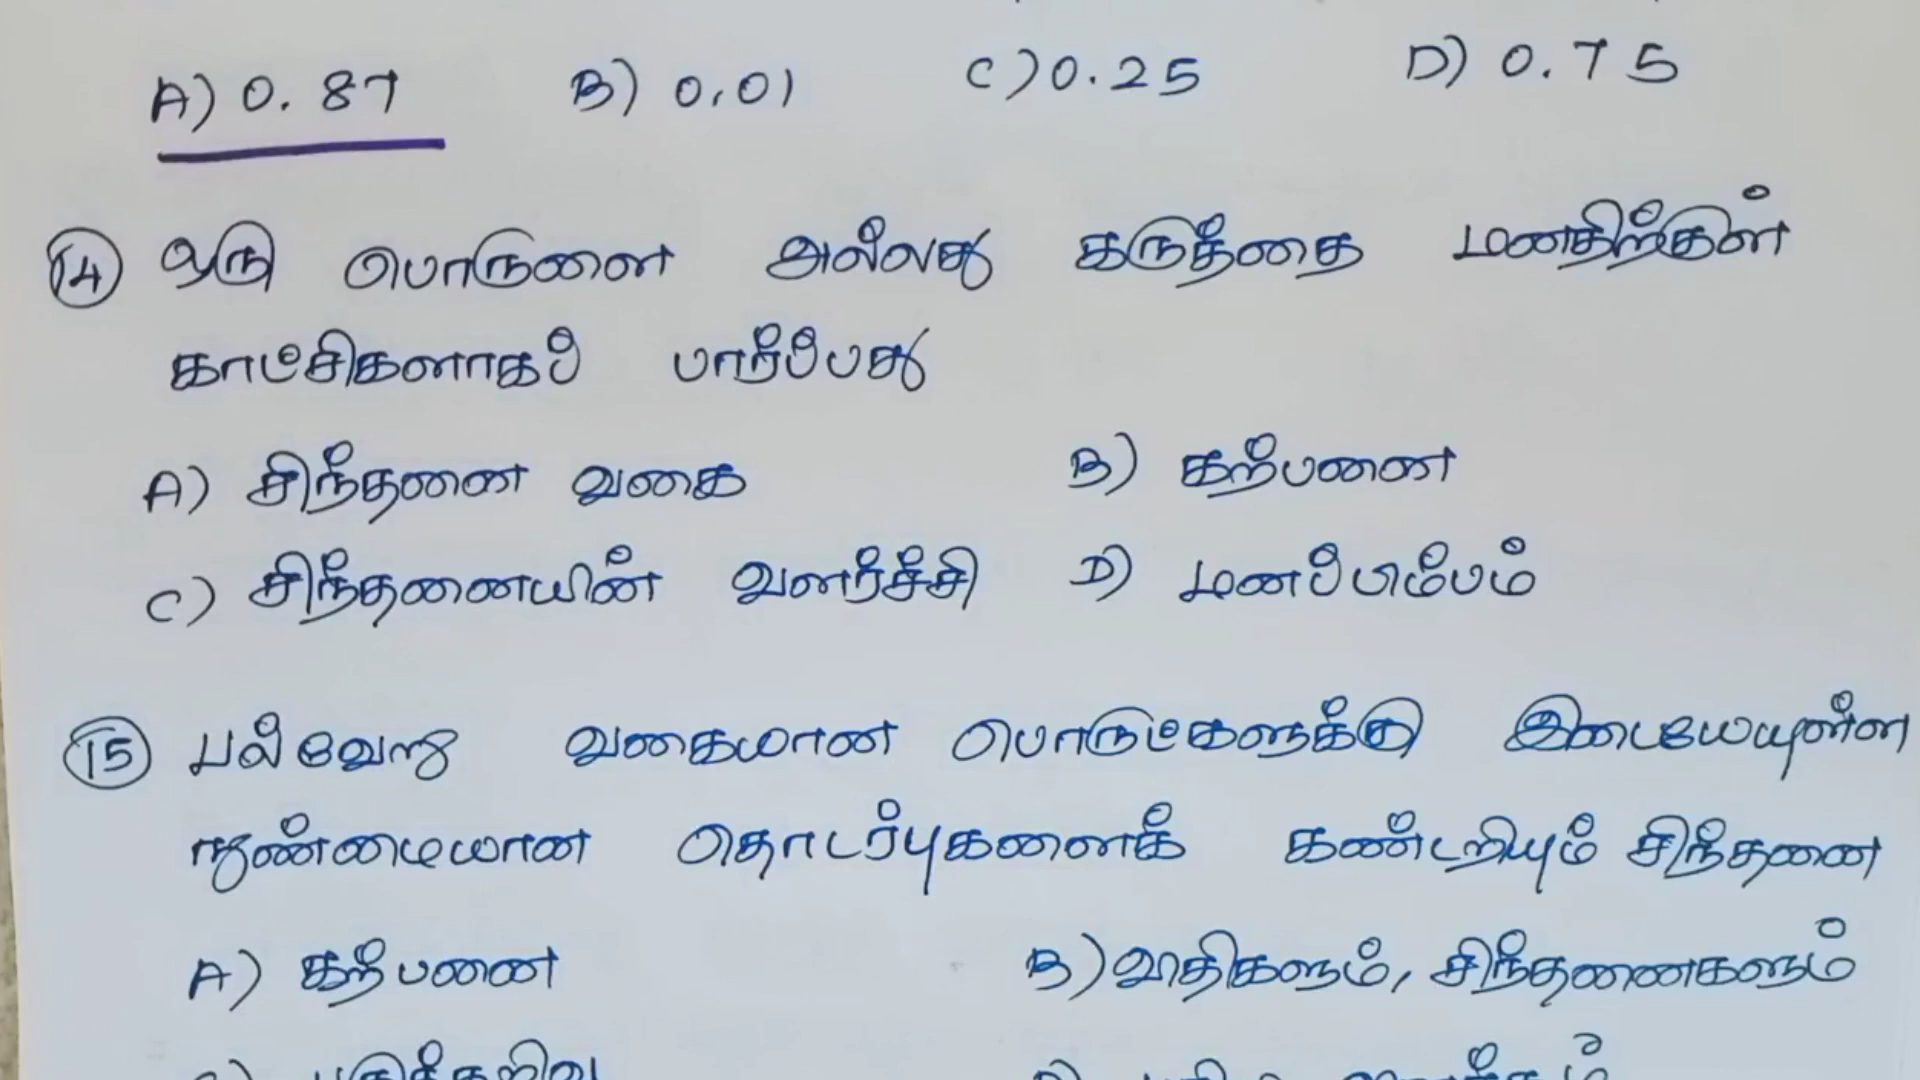 A) 0.87 B) 0.01 C) 0.25 D) 0.75
14 ஒரு பொருளை அல்லது கருத்தை மனதிற்குள்
காட்சிகளாகப் பார்ப்பது
A) சிந்தனை வகை B) கற்பனை
C) சிந்தனையின் வளர்ச்சி D) மனப்பிம்பம்
15 பல்வேறு வகையான பொருட்களுக்கு இடையேயுள்ள
நுண்மையான தொடர்புகளைக் கண்டறியும் சிந்தனை
A) கற்பனை B) விதிகளும், சிந்தனைகளும்